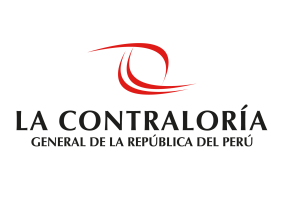 LA CONTRALORÍA
GENERAL DE LA REPÚBLICA DEL PERÚ